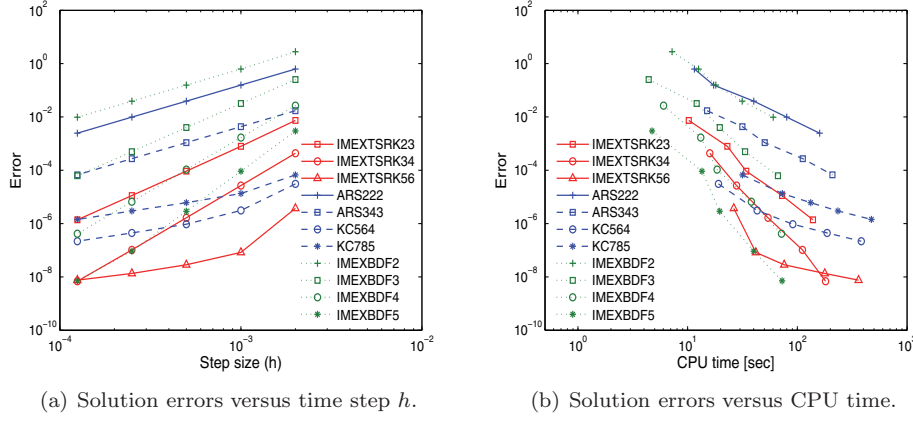 10^0
10^-2
10^-4
10^-6
10^-8
10^-10
Error
IMEXTSRK23
IMEXTSRK34
IMEXTSRK56
ARS222
ARS343
KC564
KC785
IMEXBDF2
IMEXBDF3
IMEXBDF4
IMEXBDF5
10^-4
10^-3
10^-2
Step size (h)
(a) Solution errors versus time step h.
10^0
10^-2
10^-4
10^-6
10^-8
10^-10
Error
IMEXTSRK23
IMEXTSRK34
IMEXTSRK56
ARS222
ARS343
KC564
KC785
IMEXBDF2
IMEXBDF3
IMEXBDF4
IMEXBDF5
10^0
10^1
10^2
10^3
CPU time [sec]
(b) Solution errors versus CPU time.